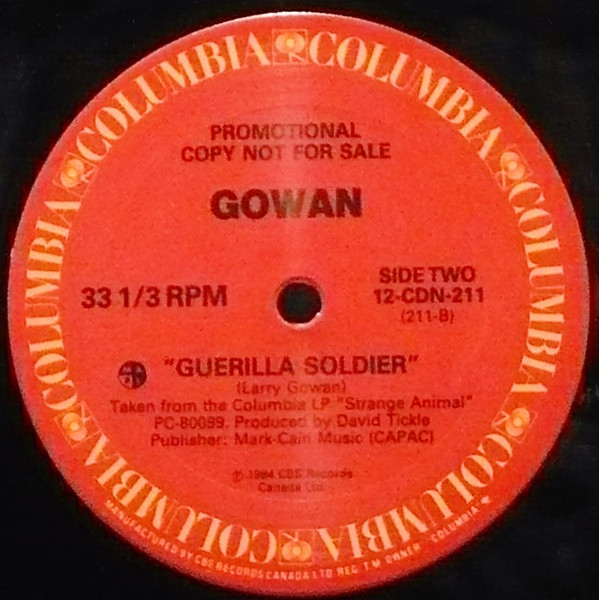 COLUMBIA COLUMBIA COLUMBIA COLUMBIA COLUMBIA COLUMBIA COLUMBIA
PROMOTIONAL
COPY NOT FOR SALE
GOWAN
33 1/3 RPM
SIDE TWO
12-CDN-211
(211-B)
"GUERILLA SOLDIER"
(Larry Gowan)
Taken from the Columbia LP "Strange Animal"
PC-80099. Produced by David Tickle
Publisher: Mark-Cain Music (CAPAC)
℗ 1984 CBS Records
Canada Ltd.
MANUFACTURED BY CBS RECORDS CANADA LTD. REG. T.M. OWNER - "COLUMBIA"